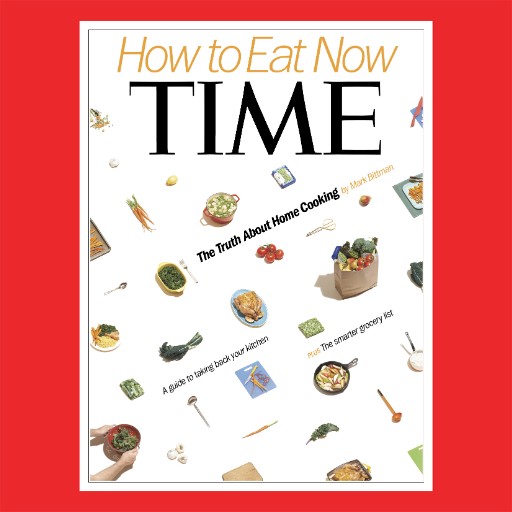 How to Eat Now
TIME
The Truth About Home Cooking by Mark Bittman
A guide to taking back your kitchen
PLUS The smarter grocery list